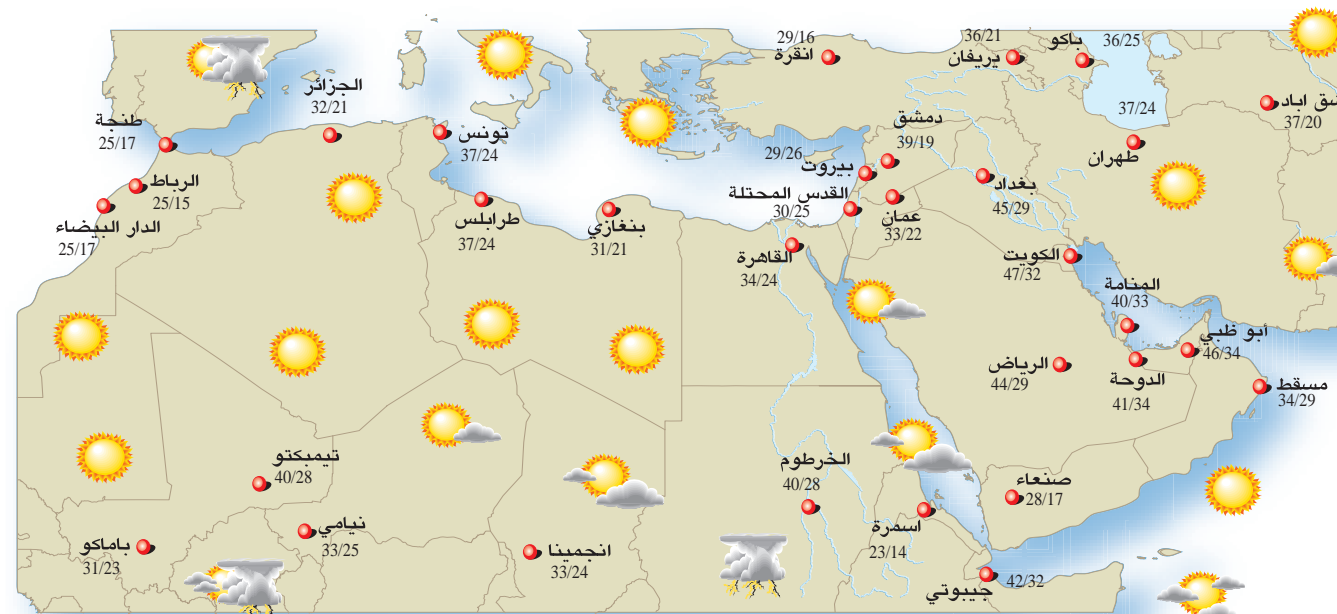 36/25
باكو
36/21
يريفان
29/16
انقرة
الجزائر
32/21
شق اباد
37/20
37/24
طهران
دمشق
39/19
29/26
بيروت
تونس
37/24
طنجة
25/17
بغداد
45/29
عمان
33/22
القدس المحتلة
30/25
بنغازي
31/21
طرابلس
37/24
الرباط
25/15
الدار البيضاء
25/17
الكويت
47/32
القاهرة
34/24
المنامة
40/33
أبو ظبي
46/34
الدوحة
41/34
الرياض
44/29
مسقط
34/29
صنعاء
28/17
الخرطوم
40/28
تيمبكتو
40/28
اسمرة
23/14
نيامي
33/25
باماكو
31/23
انجمينا
33/24
42/32
جيبوتي